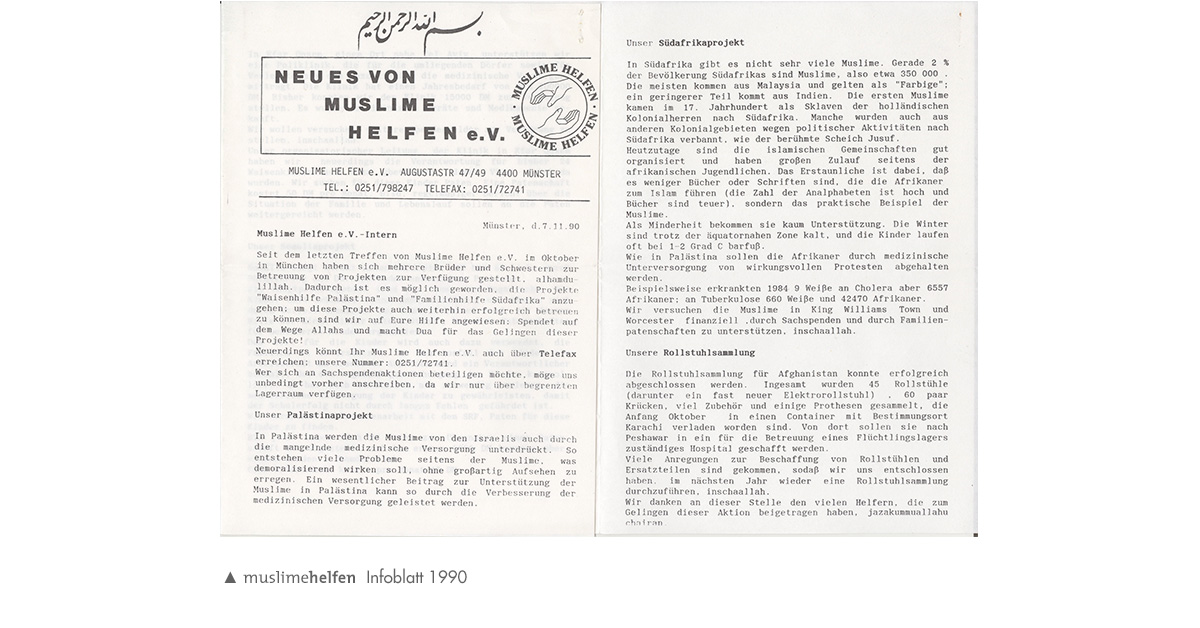 بسم الله الرحمن الرحيم
NEUES VON
MUSLIME
HELFEN e.V.
· MUSLIME HELFEN · MUSLIME HELFEN
MUSLIME HELFEN e.V. AUGUSTASTR 47/49 4400 MÜNSTER
TEL.: 0251/798247 TELEFAX: 0251/72741
Münster, d.7.11.90
Muslime Helfen e.V.-Intern
Seit dem letzten Treffen von Muslime Helfen e.V. im Oktober
in München haben sich mehrere Brüder und Schwestern zur
Betreuung von Projekten zur Verfügung gestellt, alhamdu-
lillah. Dadurch ist es möglich geworden, die Projekte
"Waisenhilfe Palästina" und "Familienhilfe Südafrika" anzu-
gehen; um diese Projekte auch weiterhin erfolgreich betreuen
zu können, sind wir auf Eure Hilfe angewiesen: Spendet auf
dem Wege Allahs und macht Dua für das Gelingen dieser
Projekte!
Neuerdings könnt Ihr Muslime Helfen e.V. auch über Telefax
erreichen; unsere Nummer: 0251/72741.
Wer sich an Sachspendenaktionen beteiligen möchte, möge uns
unbedingt vorher anschreiben, da wir nur über begrenzten
Lagerraum verfügen.
Unser Palästinaprojekt
In Palästina werden die Muslime von den Israelis auch durch
die mangelnde medizinische Versorgung unterdrückt. So
entstehen viele Probleme seitens der Muslime, was
demoralisierend wirken soll, ohne großartig Aufsehen zu
erregen. Ein wesentlicher Beitrag zur Unterstützung der
Muslime in Palästina kann so durch die Verbesserung der
medizinischen Versorgung geleistet werden.
Unser Südafrikaprojekt
In Südafrika gibt es nicht sehr viele Muslime. Gerade 2 %
der Bevölkerung Südafrikas sind Muslime, also etwa 350 000 .
Die meisten kommen aus Malaysia und gelten als "Farbige";
ein geringerer Teil kommt aus Indien. Die ersten Muslime
kamen im 17. Jahrhundert als Sklaven der holländischen
Kolonialherren nach Südafrika. Manche wurden auch aus
anderen Kolonialgebieten wegen politischer Aktivitäten nach
Südafrika verbannt, wie der berühmte Scheich Jusuf.
Heutzutage sind die islamischen Gemeinschaften gut
organisiert und haben großen Zulauf seitens der
afrikanischen Jugendlichen. Das Erstaunliche ist dabei, daß
es weniger Bücher oder Schriften sind, die die Afrikaner
zum Islam führen (die Zahl der Analphabeten ist hoch und
Bücher sind teuer), sondern das praktische Beispiel der
Muslime.
Als Minderheit bekommen sie kaum Unterstützung. Die Winter
sind trotz der äquatornahen Zone kalt, und die Kinder laufen
oft bei 1-2 Grad C barfuß.
Wie in Palästina sollen die Afrikaner durch medizinische
Unterversorgung von wirkungsvollen Protesten abgehalten
werden.
Beispielsweise erkrankten 1984 9 Weiße an Cholera aber 6557
Afrikaner; an Tuberkulose 660 Weiße und 42470 Afrikaner.
Wir versuchen die Muslime in King Williams Town und
Worcester finanziell ,durch Sachspenden und durch Familien-
patenschaften zu unterstützen, inschaallah.
Unsere Rollstuhlsammlung
Die Rollstuhlsammlung für Afghanistan konnte erfolgreich
abgeschlossen werden. Ingesamt wurden 45 Rollstühle
(darunter ein fast neuer Elektrorollstuhl) , 60 paar
Krücken, viel Zubehör und einige Prothesen gesammelt, die
Anfang Oktober in einen Container mit Bestimmungsort
Karachi verladen worden sind. Von dort sollen sie nach
Peshawar in ein für die Betreuung eines Flüchtlingslagers
zuständiges Hospital geschafft werden.
Viele Anregungen zur Beschaffung von Rollstühlen und
Ersatzteilen sind gekommen, sodaß wir uns entschlossen
haben, im nächsten Jahr wieder eine Rollstuhlsammlung
durchzuführen, inschaallah.
Wir danken an dieser Stelle den vielen Helfern, die zum
Gelingen dieser Aktion beigetragen haben, jazakummuallahu
chairan
▲ muslimehelfen Infoblatt 1990